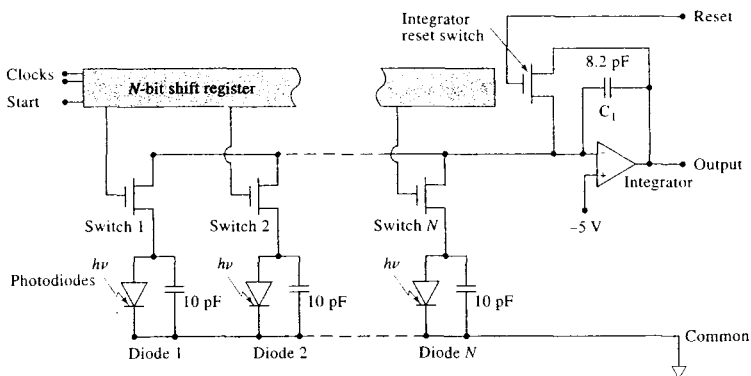 Integrator
reset switch
Reset
Clocks
Start
N-bit shift register
8.2 pF
C₁
Output
Integrator
−5 V
Switch 1
Switch 2
Switch N
Photodiodes
hν
hν
hν
10 pF
10 pF
10 pF
Common
Diode 1
Diode 2
Diode N